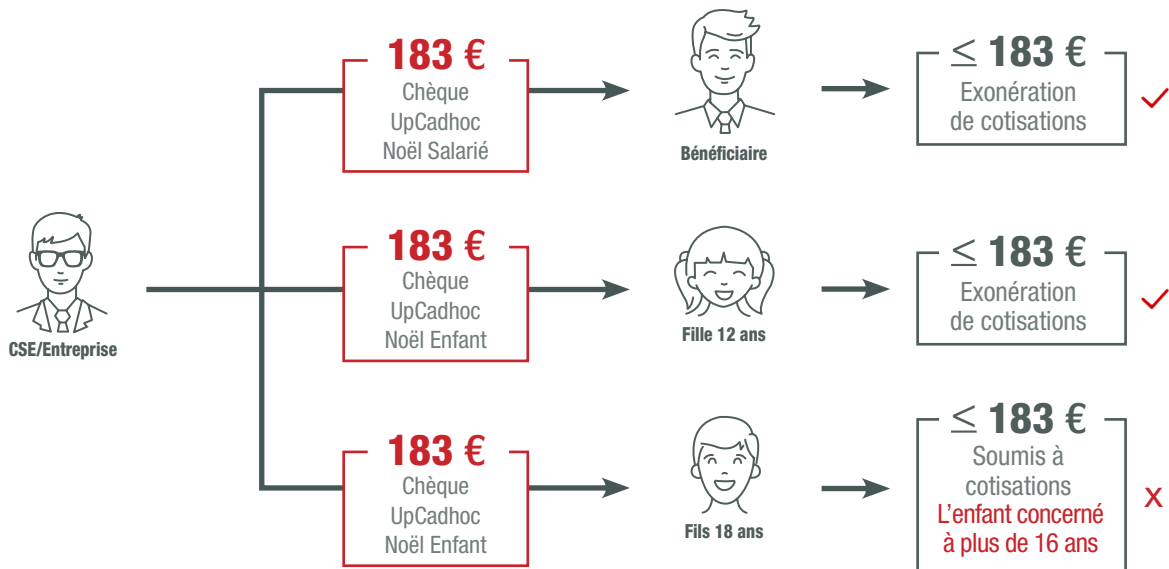 183 €
Chèque
UpCadhoc
Noël Salarié
Bénéficiaire
≤ 183 €
Exonération
de cotisations
CSE/Entreprise
183 €
Chèque
UpCadhoc
Noël Enfant
Fille 12 ans
≤ 183 €
Exonération
de cotisations
183 €
Chèque
UpCadhoc
Noël Enfant
Fils 18 ans
≤ 183 €
Soumis à
cotisations
L'enfant concerné
à plus de 16 ans
X